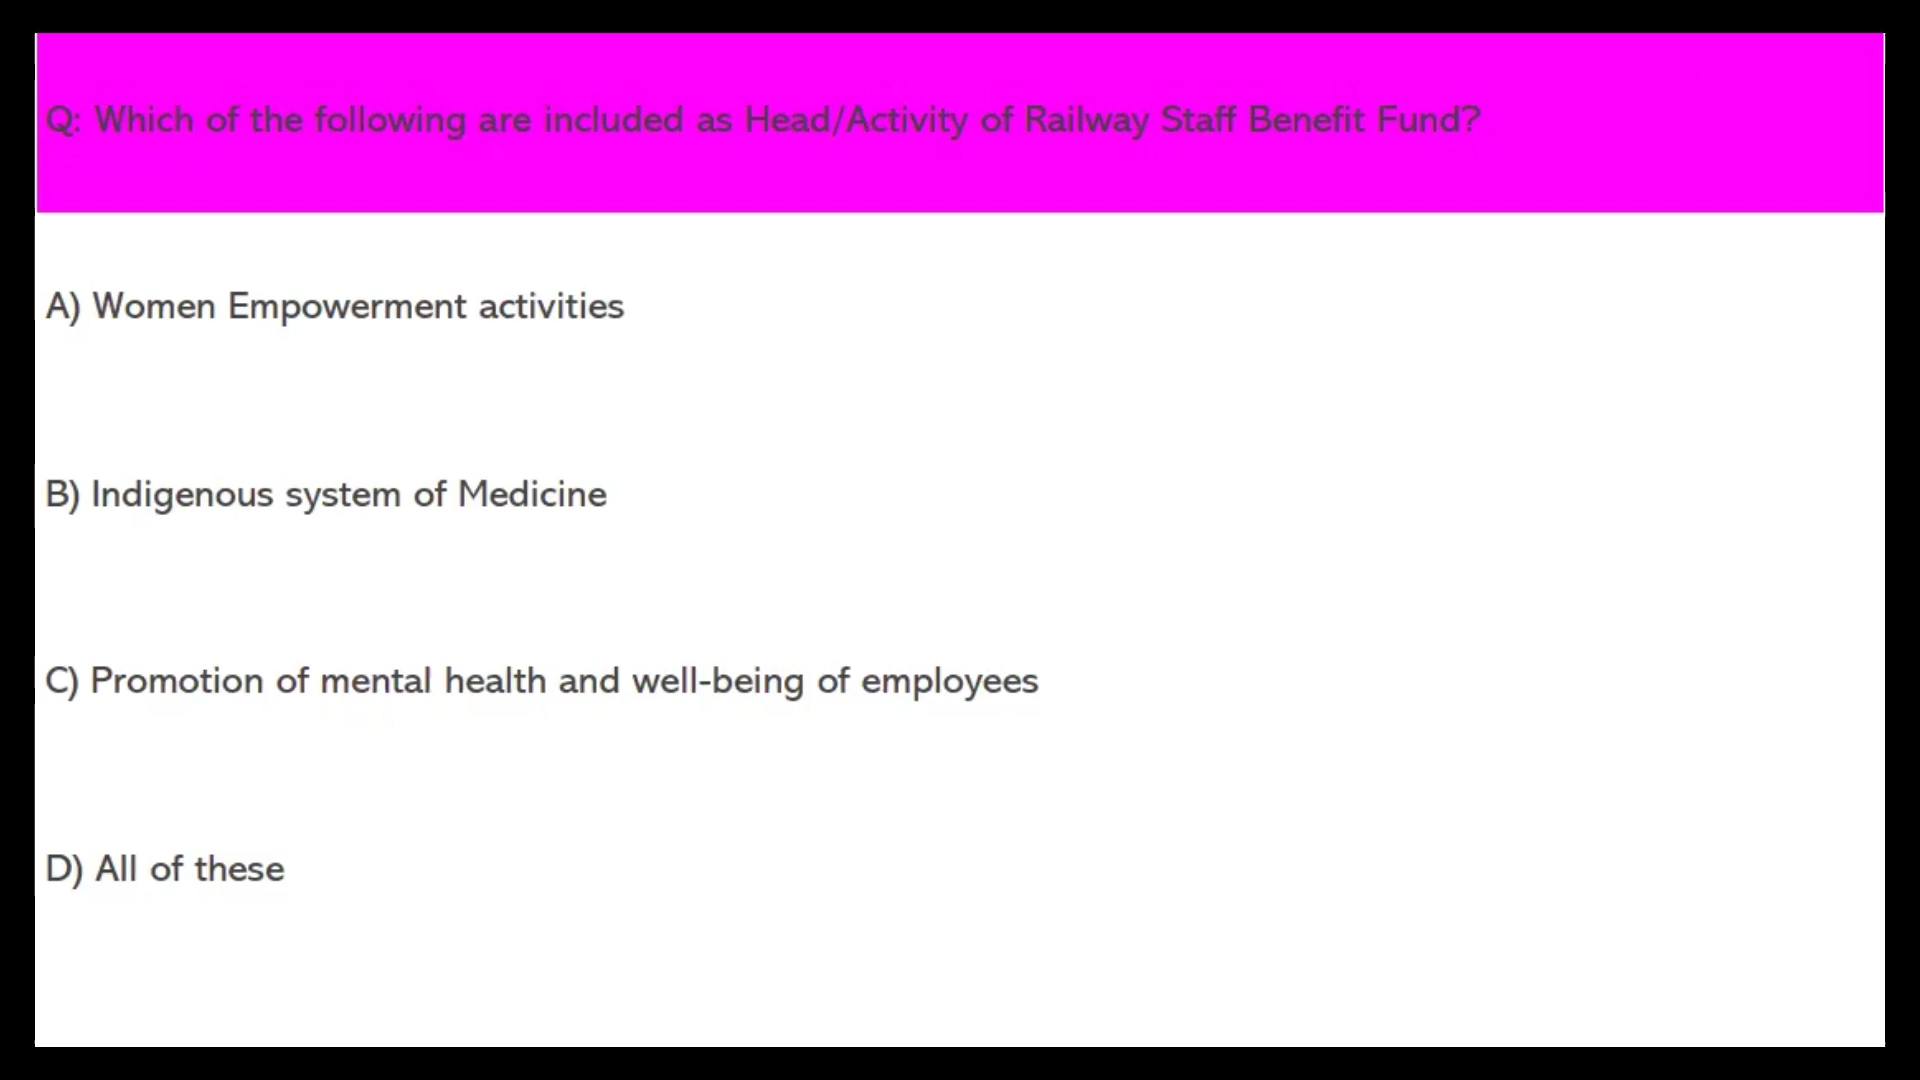 Q: Which of the following are included as Head/Activity of Railway Staff Benefit Fund?
A) Women Empowerment activities
B) Indigenous system of Medicine
C) Promotion of mental health and well-being of employees
D) All of these